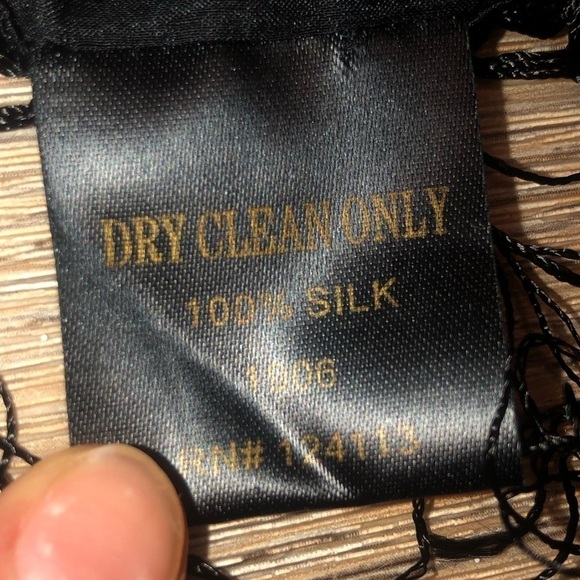 DRY CLEAN ONLY
100% SILK
1006
RN# 124113